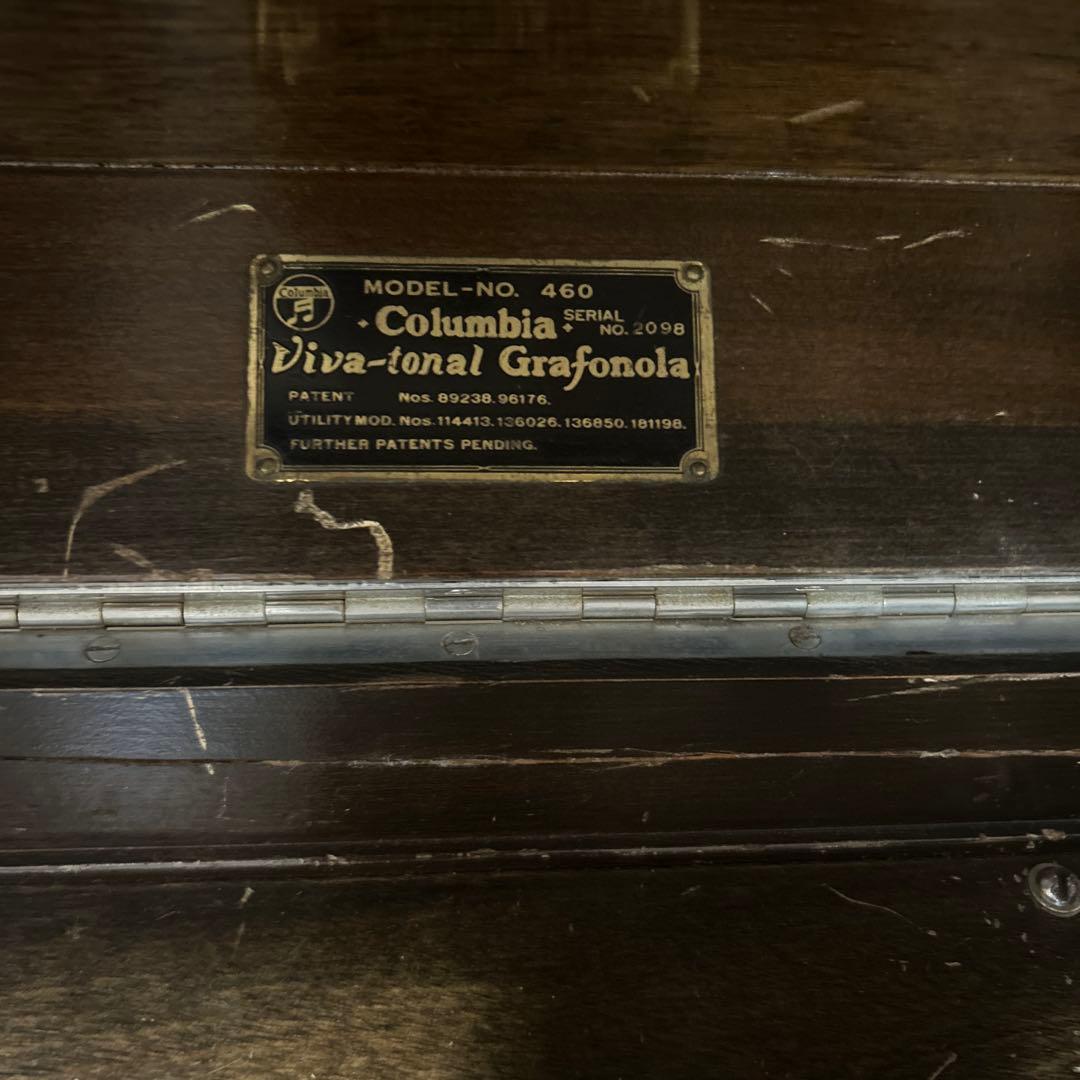 MODEL-NO. 460
Columbia
Columbia SERIAL NO. 2098
Viva-tonal Grafonola
PATENT Nos. 89238. 96176.
UTILITY MOD. Nos. 114413. 136026. 136850. 181198.
FURTHER PATENTS PENDING.